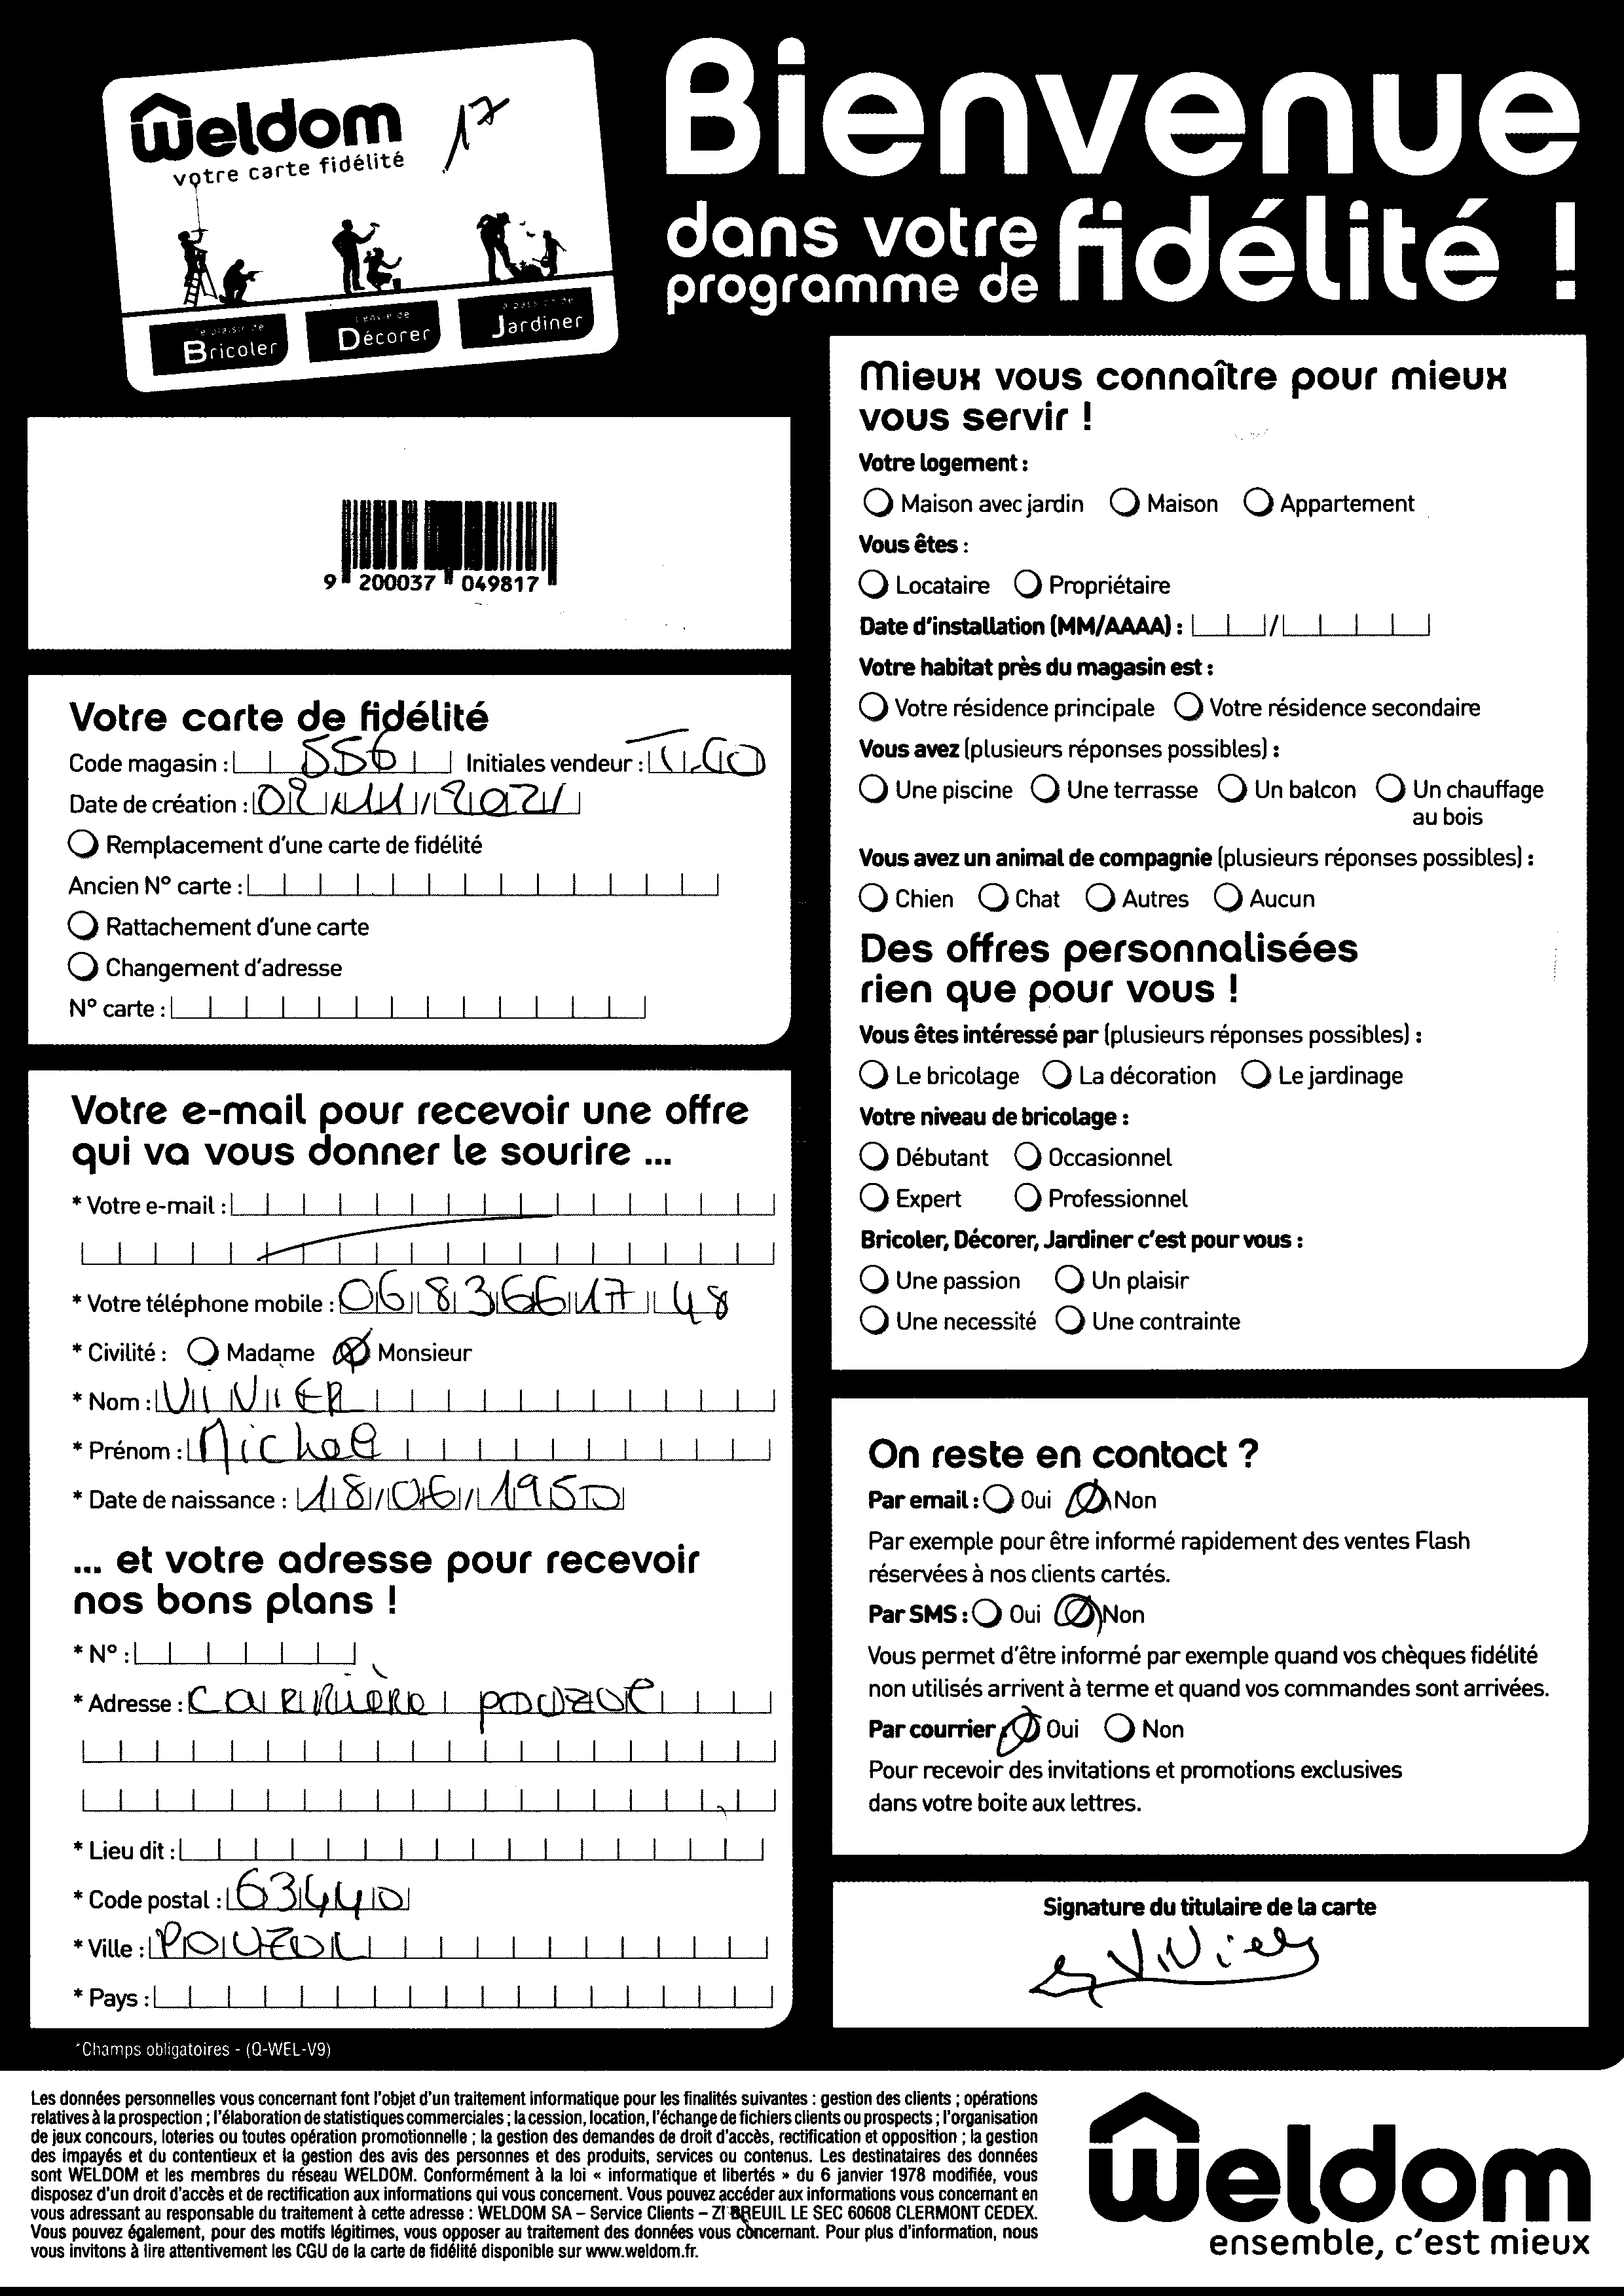 Weldom
votre carte fidélité
17
le plaisir de
Bricoler
l'envie de
Décorer
la passion de
Jardiner
Bienvenue
dans votre
programme de fidélité !
9 200037 049817
Votre carte de fidélité
Code magasin : 556 Initiales vendeur :
Date de création : 02/11/2021
Remplacement d'une carte de fidélité
Ancien N° carte :
Rattachement d'une carte
Changement d'adresse
N° carte :
Votre e-mail pour recevoir une offre
qui va vous donner le sourire ...
* Votre e-mail :
* Votre téléphone mobile : 06 83 66 17 48
* Civilité : Madame Monsieur
* Nom : VIVIER
* Prénom : Michel
* Date de naissance : 18/06/1950
... et votre adresse pour recevoir
nos bons plans !
* N° :
* Adresse : CARRIÈRE
* Lieu dit :
* Code postal : 63440
* Ville : POUZOL
* Pays :
*Champs obligatoires - (Q-WEL-V9)
Mieux vous connaître pour mieux
vous servir !
Votre logement :
Maison avec jardin Maison Appartement
Vous êtes :
Locataire Propriétaire
Date d'installation (MM/AAAA) : /
Votre habitat près du magasin est :
Votre résidence principale Votre résidence secondaire
Vous avez (plusieurs réponses possibles) :
Une piscine Une terrasse Un balcon Un chauffage
au bois
Vous avez un animal de compagnie (plusieurs réponses possibles) :
Chien Chat Autres Aucun
Des offres personnalisées
rien que pour vous !
Vous êtes intéressé par (plusieurs réponses possibles) :
Le bricolage La décoration Le jardinage
Votre niveau de bricolage :
Débutant Occasionnel
Expert Professionnel
Bricoler, Décorer, Jardiner c'est pour vous :
Une passion Un plaisir
Une necessité Une contrainte
On reste en contact ?
Par email : Oui Non
Par exemple pour être informé rapidement des ventes Flash
réservées à nos clients cartés.
Par SMS : Oui Non
Vous permet d'être informé par exemple quand vos chèques fidélité
non utilisés arrivent à terme et quand vos commandes sont arrivées.
Par courrier Oui Non
Pour recevoir des invitations et promotions exclusives
dans votre boite aux lettres.
Signature du titulaire de la carte
Vivier
Les données personnelles vous concernant font l'objet d'un traitement informatique pour les finalités suivantes : gestion des clients ; opérations
relatives à la prospection ; l'élaboration de statistiques commerciales ; la cession, location, l'échange de fichiers clients ou prospects ; l'organisation
de jeux concours, loteries ou toutes opération promotionnelle ; la gestion des demandes de droit d'accès, rectification et opposition ; la gestion
des impayés et du contentieux et la gestion des avis des personnes et des produits, services ou contenus. Les destinataires des données
sont WELDOM et les membres du réseau WELDOM. Conformément à la loi « informatique et libertés » du 6 janvier 1978 modifiée, vous
disposez d'un droit d'accès et de rectification aux informations qui vous concernent. Vous pouvez accéder aux informations vous concernant en
vous adressant au responsable du traitement à cette adresse : WELDOM SA – Service Clients – ZI BREUIL LE SEC 60608 CLERMONT CEDEX.
Vous pouvez également, pour des motifs légitimes, vous opposer au traitement des données vous concernant. Pour plus d'information, nous
vous invitons à lire attentivement les CGU de la carte de fidélité disponible sur www.weldom.fr.
Weldom
ensemble, c'est mieux